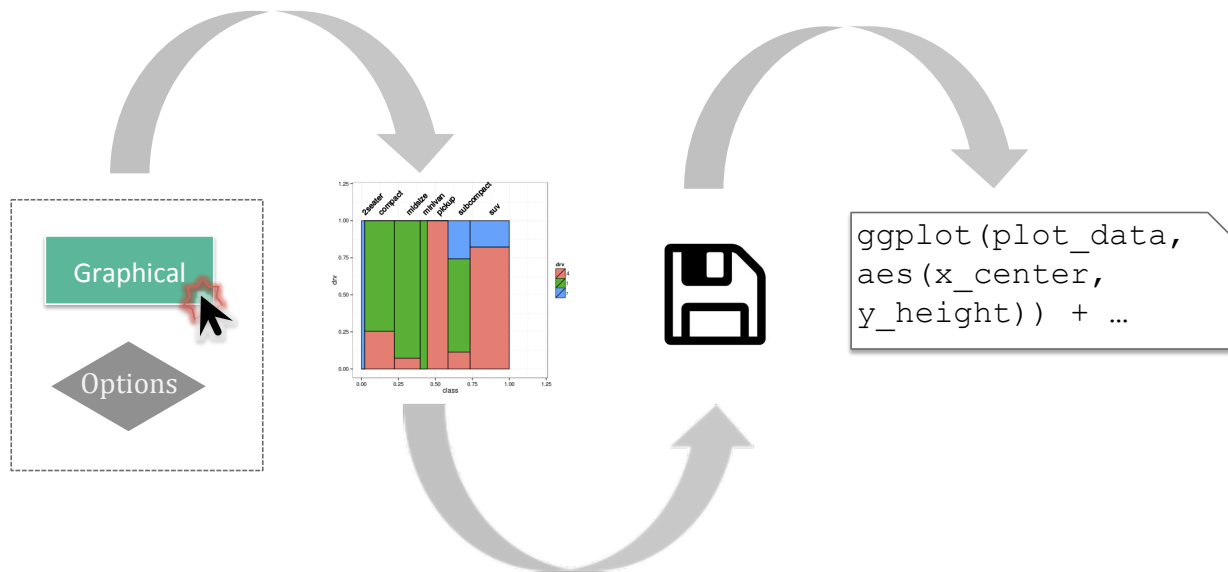 Graphical
Options
1.25
1.00
0.75
0.50
0.25
0.00
drv
2seater
compact
midsize
minivan
pickup
subcompact
suv
0.00
0.25
0.50
0.75
1.00
1.25
class
drv
4
f
r
ggplot(plot_data,
aes(x_center,
y_height)) + …